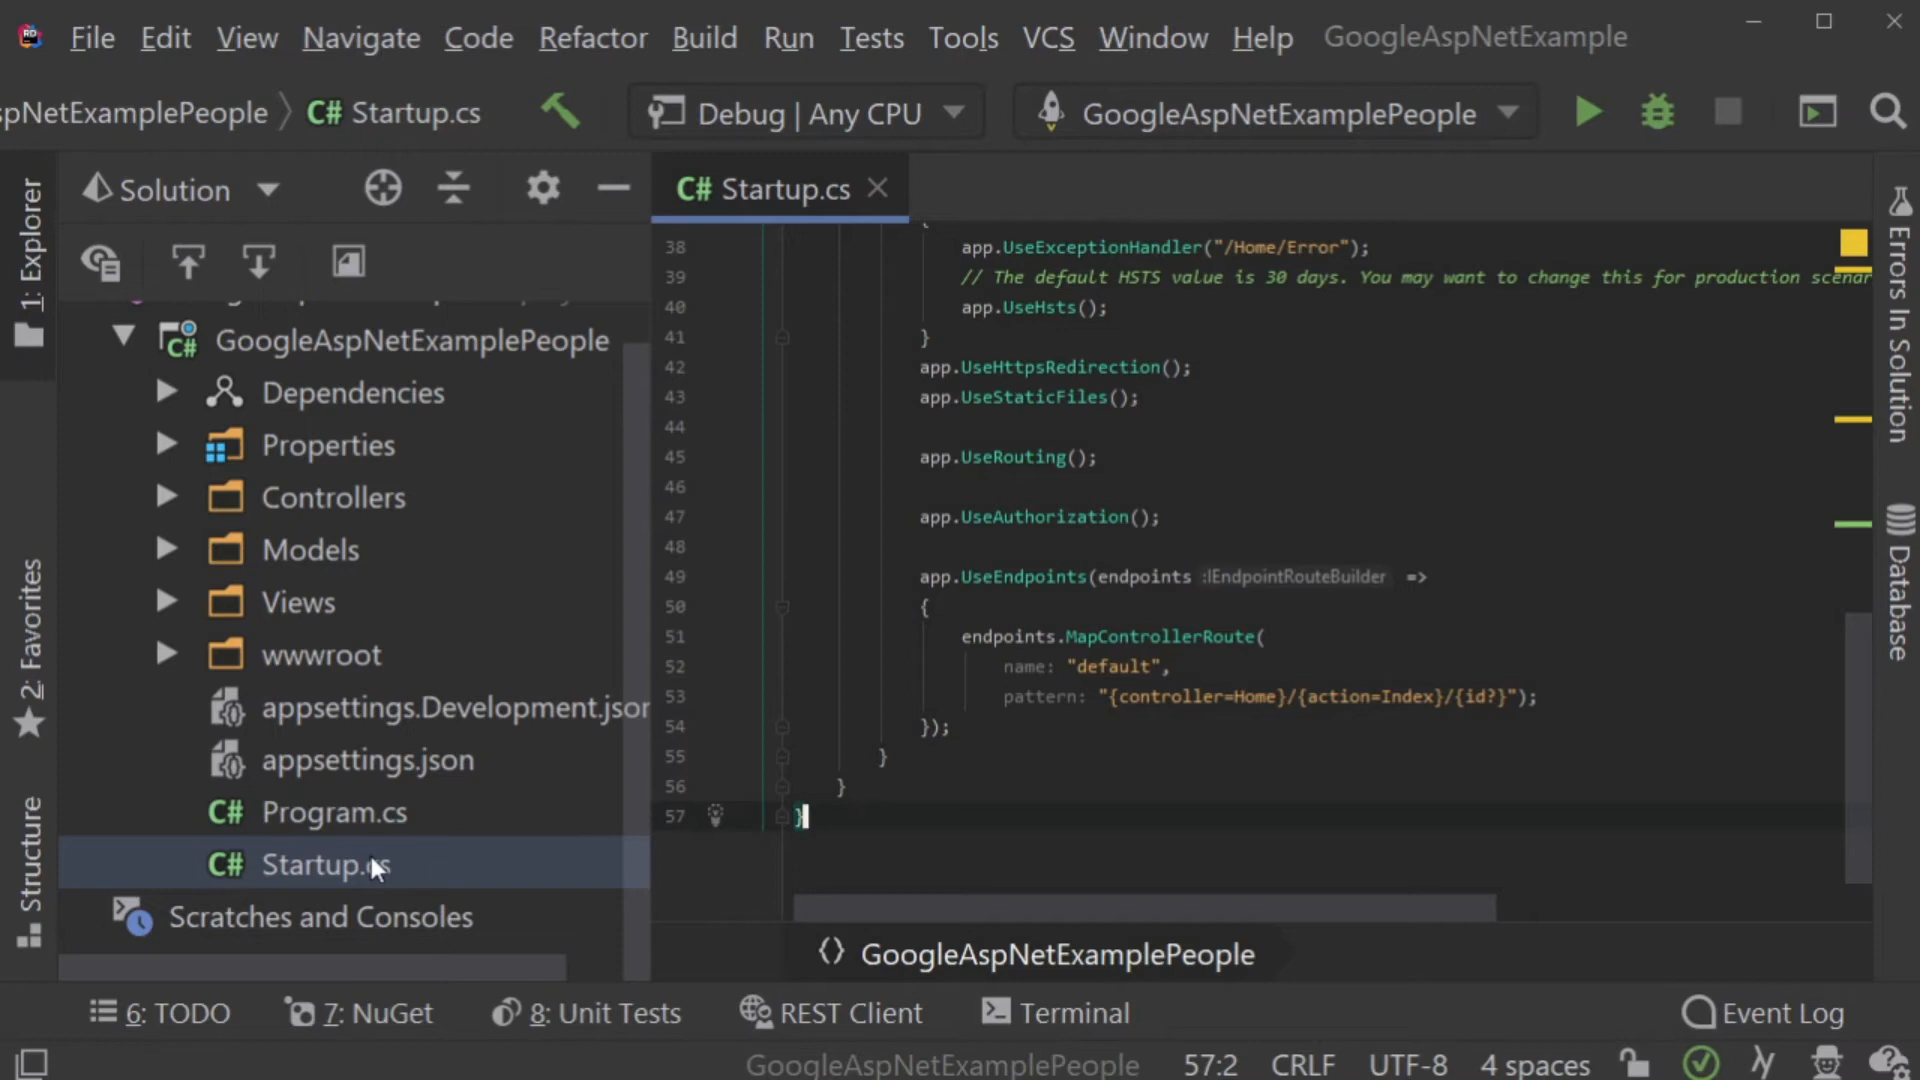 File Edit View Navigate Code Refactor Build Run Tests Tools VCS Window Help GoogleAspNetExample
spNetExamplePeople C# Startup.cs Debug | Any CPU GoogleAspNetExamplePeople
1: Explorer
2: Favorites
Structure
Solution
GoogleAspNetExamplePeople
Dependencies
Properties
Controllers
Models
Views
wwwroot
appsettings.Development.json
appsettings.json
C# Program.cs
C# Startup.cs
Scratches and Consoles
C# Startup.cs
{
38 app.UseExceptionHandler("/Home/Error");
39 // The default HSTS value is 30 days. You may want to change this for production scenar
40 app.UseHsts();
41 }
42 app.UseHttpsRedirection();
43 app.UseStaticFiles();
44
45 app.UseRouting();
46
47 app.UseAuthorization();
48
49 app.UseEndpoints(endpoints :IEndpointRouteBuilder =>
50 {
51 endpoints.MapControllerRoute(
52 name: "default",
53 pattern: "{controller=Home}/{action=Index}/{id?}");
54 });
55 }
56 }
57 }
{} GoogleAspNetExamplePeople
Errors In Solution
Database
6: TODO 7: NuGet 8: Unit Tests REST Client Terminal Event Log
GoogleAspNetExamplePeople 57:2 CRLF UTF-8 4 spaces